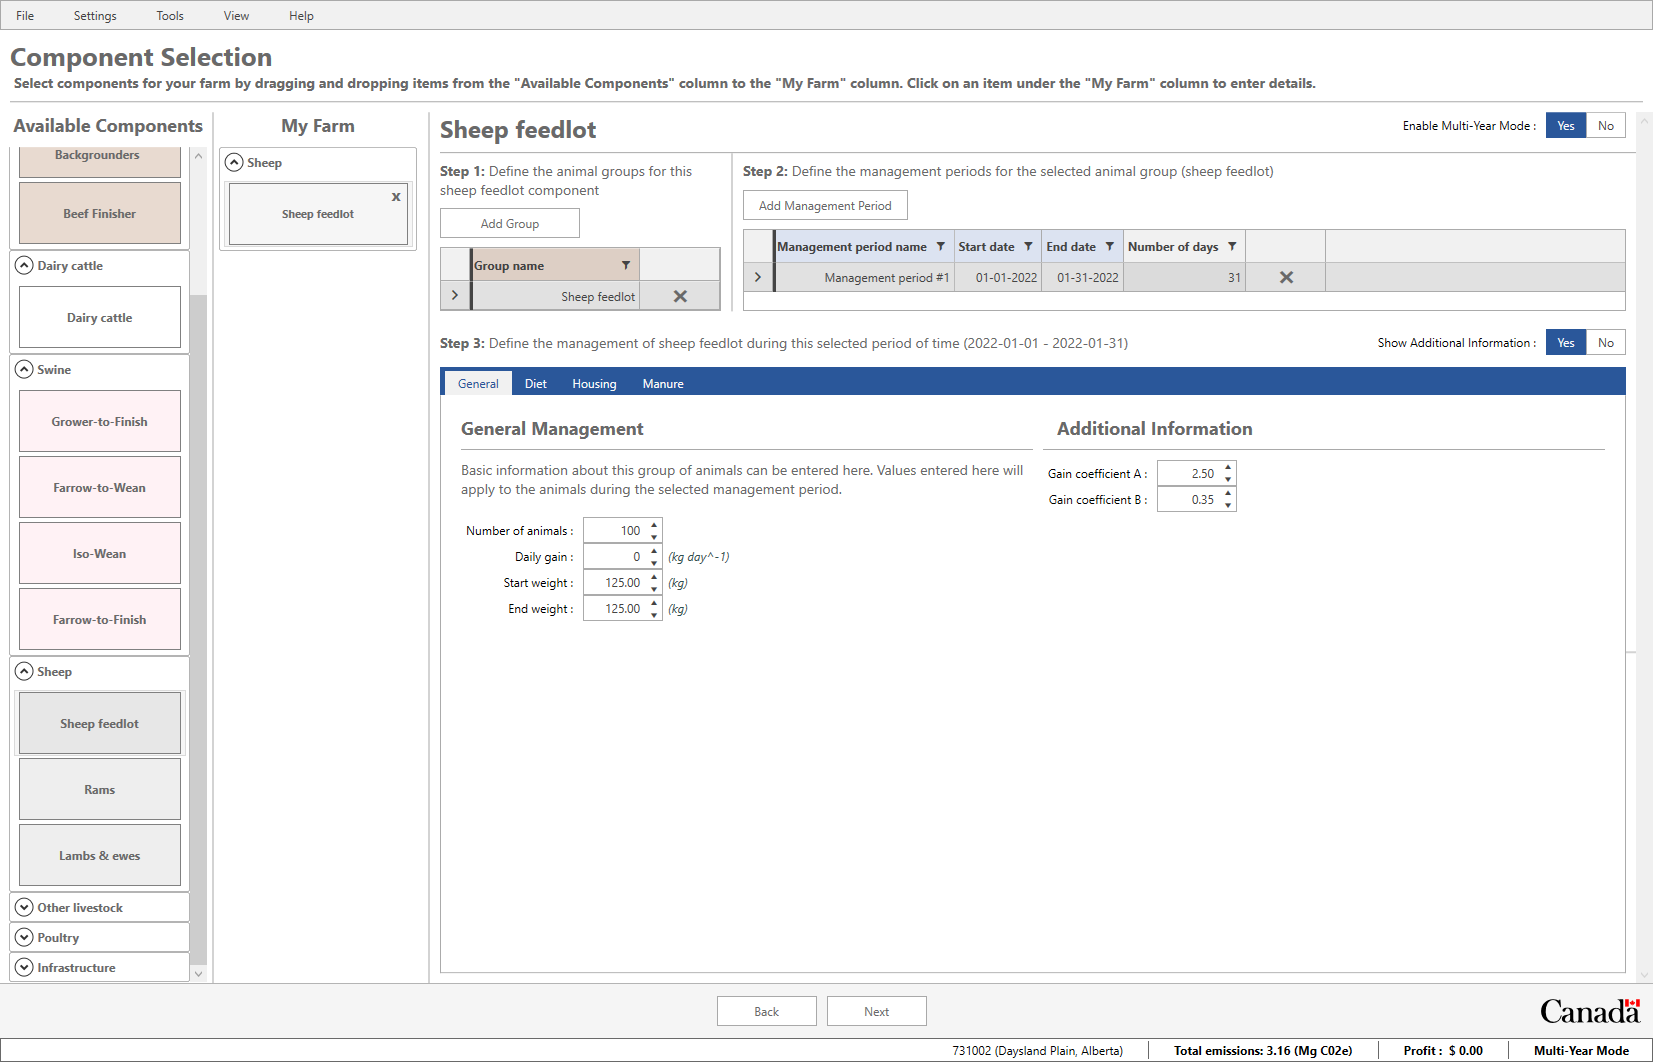 File Settings Tools View Help
Component Selection
Select components for your farm by dragging and dropping items from the "Available Components" column to the "My Farm" column. Click on an item under the "My Farm" column to enter details.
Available Components
Backgrounders
Beef Finisher
Dairy cattle
Dairy cattle
Swine
Grower-to-Finish
Farrow-to-Wean
Iso-Wean
Farrow-to-Finish
Sheep
Sheep feedlot
Rams
Lambs & ewes
Other livestock
Poultry
Infrastructure
My Farm
Sheep
x
Sheep feedlot
Sheep feedlot
Enable Multi-Year Mode : Yes No
Step 1: Define the animal groups for this
sheep feedlot component
Add Group
Group name
Sheep feedlot
Step 2: Define the management periods for the selected animal group (sheep feedlot)
Add Management Period
Management period name Start date End date Number of days
Management period #1 01-01-2022 01-31-2022 31
Step 3: Define the management of sheep feedlot during this selected period of time (2022-01-01 - 2022-01-31)
Show Additional Information : Yes No
General Diet Housing Manure
General Management
Basic information about this group of animals can be entered here. Values entered here will
apply to the animals during the selected management period.
Number of animals : 100
Daily gain : 0 (kg day^-1)
Start weight : 125.00 (kg)
End weight : 125.00 (kg)
Additional Information
Gain coefficient A : 2.50
Gain coefficient B : 0.35
Back Next
Canada
731002 (Daysland Plain, Alberta) Total emissions: 3.16 (Mg C02e) Profit : $ 0.00 Multi-Year Mode